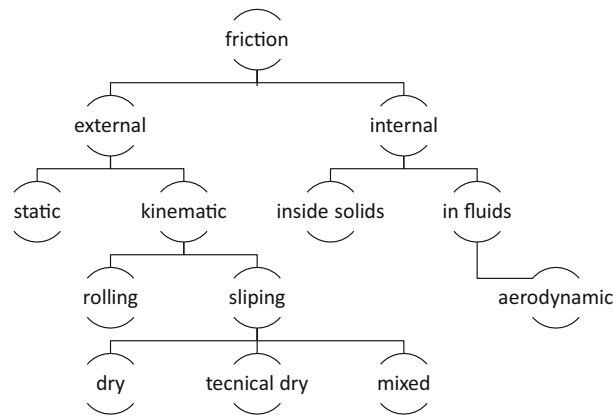 friction
external
internal
static
kinematic
inside solids
in fluids
rolling
sliping
aerodynamic
dry
tecnical dry
mixed